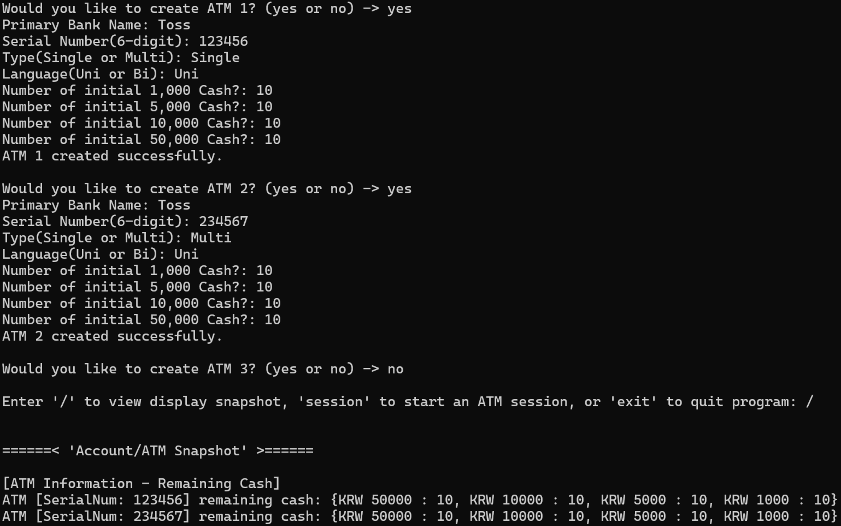 Would you like to create ATM 1? (yes or no) -> yes
Primary Bank Name: Toss
Serial Number(6-digit): 123456
Type(Single or Multi): Single
Language(Uni or Bi): Uni
Number of initial 1,000 Cash?: 10
Number of initial 5,000 Cash?: 10
Number of initial 10,000 Cash?: 10
Number of initial 50,000 Cash?: 10
ATM 1 created successfully.
Would you like to create ATM 2? (yes or no) -> yes
Primary Bank Name: Toss
Serial Number(6-digit): 234567
Type(Single or Multi): Multi
Language(Uni or Bi): Uni
Number of initial 1,000 Cash?: 10
Number of initial 5,000 Cash?: 10
Number of initial 10,000 Cash?: 10
Number of initial 50,000 Cash?: 10
ATM 2 created successfully.
Would you like to create ATM 3? (yes or no) -> no
Enter '/' to view display snapshot, 'session' to start an ATM session, or 'exit' to quit program: /
======< 'Account/ATM Snapshot' >======
[ATM Information - Remaining Cash]
ATM [SerialNum: 123456] remaining cash: {KRW 50000 : 10, KRW 10000 : 10, KRW 5000 : 10, KRW 1000 : 10}
ATM [SerialNum: 234567] remaining cash: {KRW 50000 : 10, KRW 10000 : 10, KRW 5000 : 10, KRW 1000 : 10}